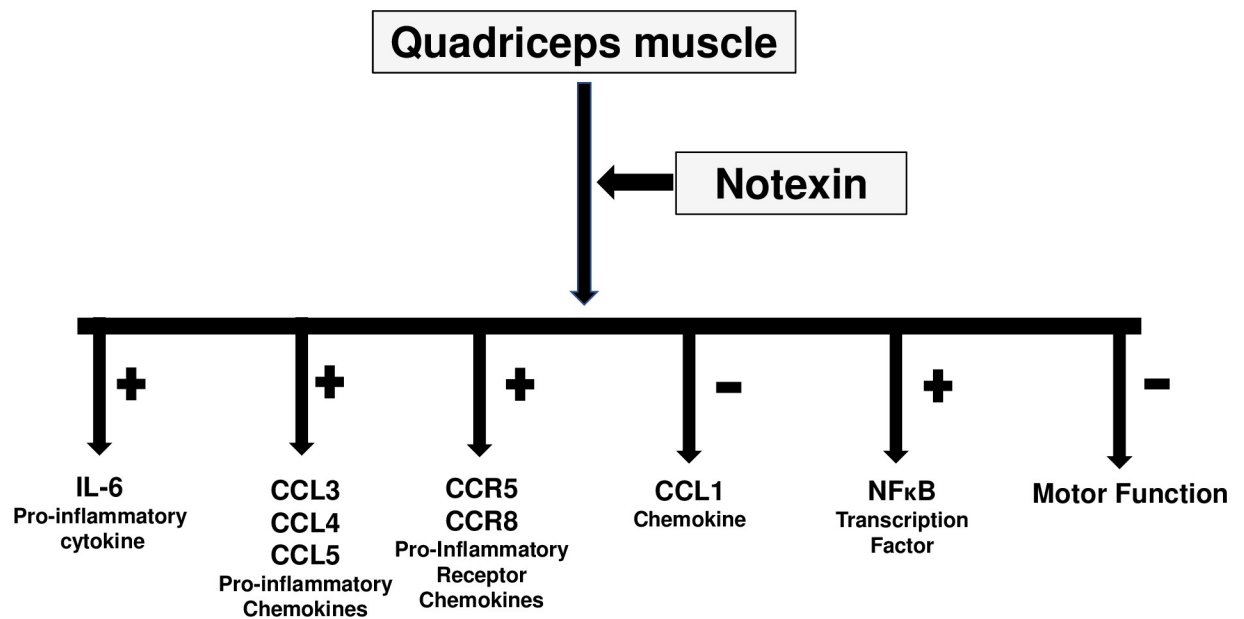 Quadriceps muscle
Notexin
+
+
+
-
+
-
IL-6
Pro-inflammatory
cytokine
CCL3
CCL4
CCL5
Pro-inflammatory
Chemokines
CCR5
CCR8
Pro-Inflammatory
Receptor
Chemokines
CCL1
Chemokine
NFκB
Transcription
Factor
Motor Function